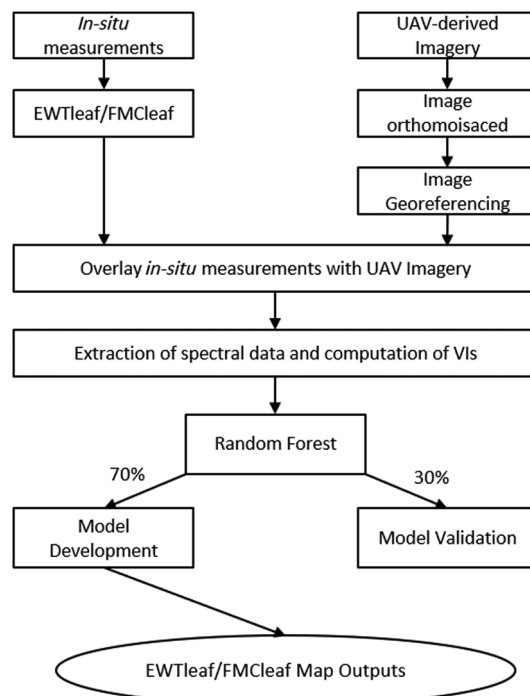 In-situ
measurements
UAV-derived
Imagery
EWTleaf/FMCleaf
Image
orthomoisaced
Image
Georeferencing
Overlay in-situ measurements with UAV Imagery
Extraction of spectral data and computation of VIs
Random Forest
70%
30%
Model
Development
Model Validation
EWTleaf/FMCleaf Map Outputs